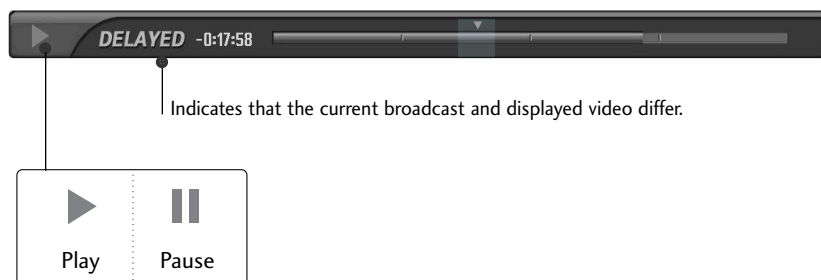 DELAYED -0:17:58
Indicates that the current broadcast and displayed video differ.
Play Pause